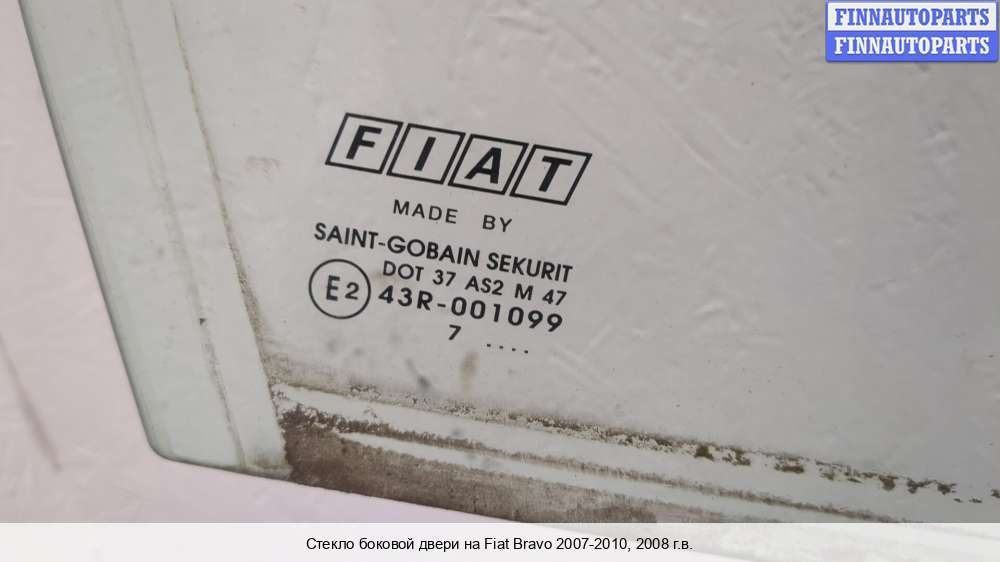 FINNAUTOPARTS
FINNAUTOPARTS
FIAT
MADE BY
SAINT-GOBAIN SEKURIT
DOT 37 AS2 M 47
E2 43R-001099
7 ....
Стекло боковой двери на Fiat Bravo 2007-2010, 2008 г.в.